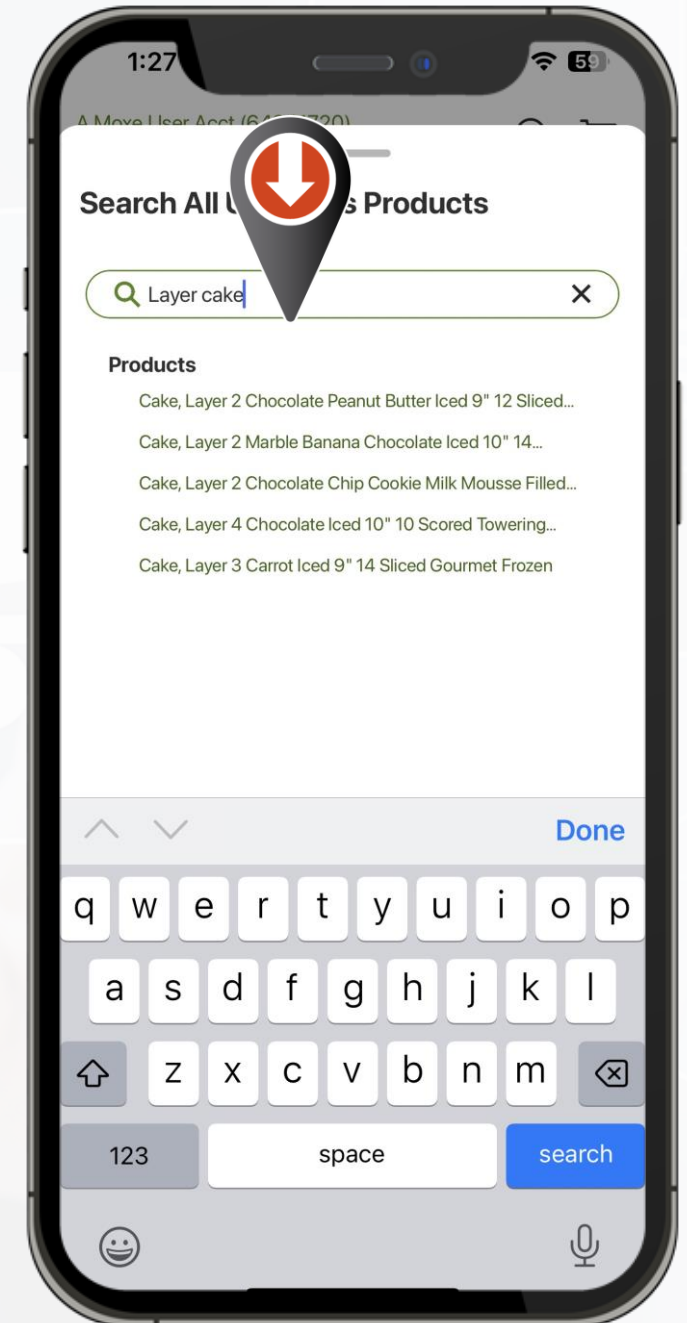 1:27
59
A Moxe User Acct
Search All s Products
Layer cake
Products
Cake, Layer 2 Chocolate Peanut Butter Iced 9" 12 Sliced...
Cake, Layer 2 Marble Banana Chocolate Iced 10" 14...
Cake, Layer 2 Chocolate Chip Cookie Milk Mousse Filled...
Cake, Layer 4 Chocolate Iced 10" 10 Scored Towering...
Cake, Layer 3 Carrot Iced 9" 14 Sliced Gourmet Frozen
Done
q w e r t y u i o p
a s d f g h j k l
z x c v b n m
123 space search